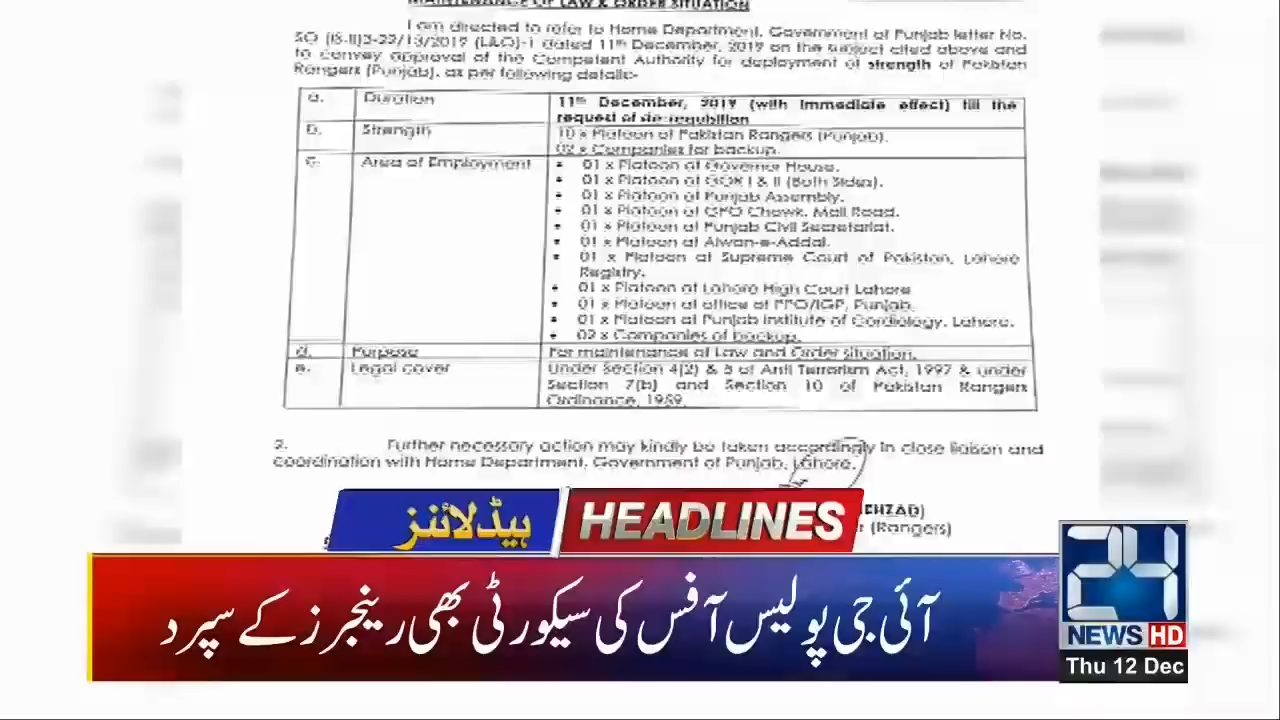 MAINTENANCE OF LAW & ORDER SITUATION
I am directed to refer to Home Department, Government of Punjab letter No.
SO (IS-II)3-39/13/2019 (L&O)-1 dated 11th December, 2019 on the subject cited above and
to convey approval of the Competent Authority for deployment of strength of Pakistan
Rangers (Punjab), as per following details:-
a. Duration 11th December, 2019 (with immediate effect) till the
request of de-requisition
b. Strength 10 x Platoon of Pakistan Rangers (Punjab).
02 x Companies for backup.
c. Area of Employment • 01 x Platoon at Governor House.
• 01 x Platoon at GOR I & II (Both Sides).
• 01 x Platoon at Punjab Assembly.
• 01 x Platoon at GPO Chowk, Mall Road.
• 01 x Platoon at Punjab Civil Secretariat.
• 01 x Platoon at Aiwan-e-Addal.
• 01 x Platoon at Supreme Court of Pakistan, Lahore
Registry.
• 01 x Platoon at Lahore High Court Lahore
• 01 x Platoon at office of PPO/IGP, Punjab.
• 01 x Platoon at Punjab Institute of Cardiology, Lahore.
• 02 x Companies of backup.
d. Purpose For maintenance of Law and Order situation.
e. Legal cover Under Section 4(2) & 5 of Anti Terrorism Act, 1997 & under
Section 7(b) and Section 10 of Pakistan Rangers
Ordinance, 1959.
2. Further necessary action may kindly be taken accordingly in close liaison and
coordination with Home Department, Government of Punjab, Lahore.
EHZAD)
(Rangers)
ہیڈلائنز HEADLINES
آئی جی پولیس آفس کی سیکورٹی بھی رینجرز کے سپرد
24
NEWS HD
Thu 12 Dec